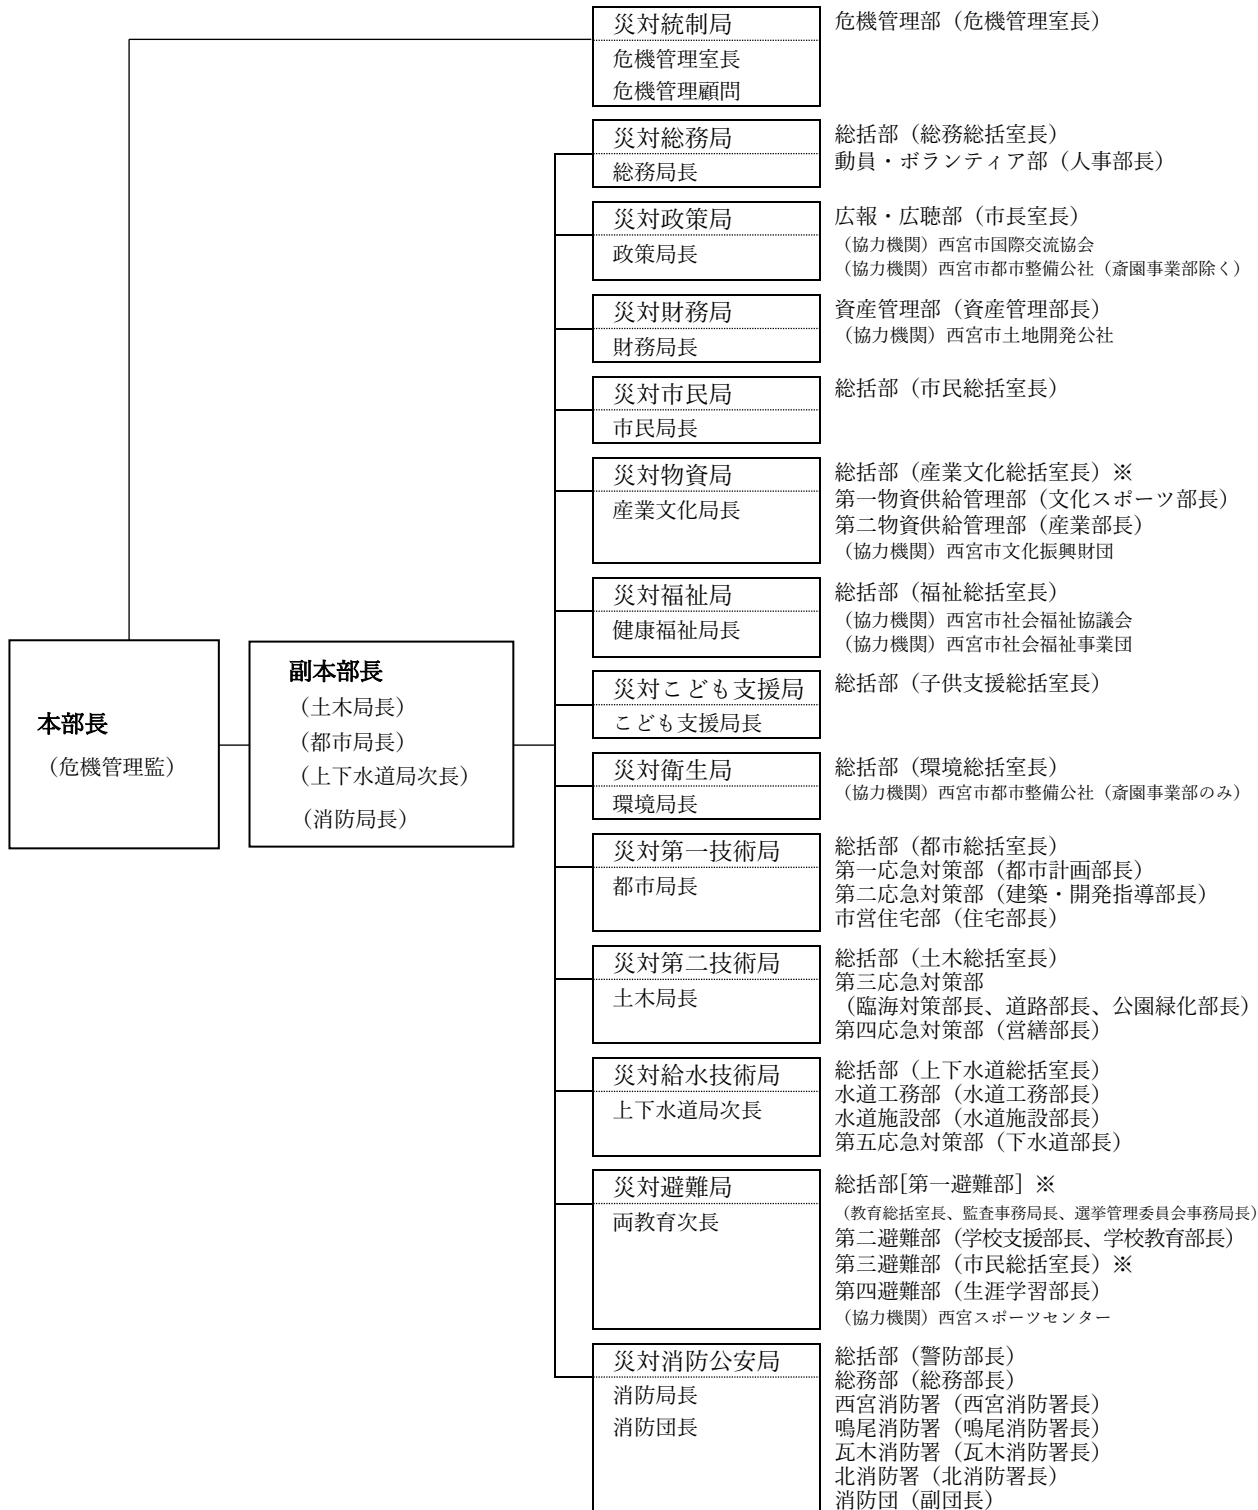 災対統制局
危機管理室長
危機管理顧問
危機管理部（危機管理室長）
災対総務局
総務局長
総括部（総務総括室長）
動員・ボランティア部（人事部長）
災対政策局
政策局長
広報・広聴部（市長室長）
（協力機関）西宮市国際交流協会
（協力機関）西宮市都市整備公社（斎園事業部除く）
災対財務局
財務局長
資産管理部（資産管理部長）
（協力機関）西宮市土地開発公社
災対市民局
市民局長
総括部（市民総括室長）
災対物資局
産業文化局長
総括部（産業文化総括室長）※
第一物資供給管理部（文化スポーツ部長）
第二物資供給管理部（産業部長）
（協力機関）西宮市文化振興財団
災対福祉局
健康福祉局長
総括部（福祉総括室長）
（協力機関）西宮市社会福祉協議会
（協力機関）西宮市社会福祉事業団
本部長
（危機管理監）
副本部長
（土木局長）
（都市局長）
（上下水道局次長）
（消防局長）
災対こども支援局
こども支援局長
総括部（子供支援総括室長）
災対衛生局
環境局長
総括部（環境総括室長）
（協力機関）西宮市都市整備公社（斎園事業部のみ）
災対第一技術局
都市局長
総括部（都市総括室長）
第一応急対策部（都市計画部長）
第二応急対策部（建築・開発指導部長）
市営住宅部（住宅部長）
災対第二技術局
土木局長
総括部（土木総括室長）
第三応急対策部
（臨海対策部長、道路部長、公園緑化部長）
第四応急対策部（営繕部長）
災対給水技術局
上下水道局次長
総括部（上下水道総括室長）
水道工務部（水道工務部長）
水道施設部（水道施設部長）
第五応急対策部（下水道部長）
災対避難局
両教育次長
総括部[第一避難部] ※
（教育総括室長、監査事務局長、選挙管理委員会事務局長）
第二避難部（学校支援部長、学校教育部長）
第三避難部（市民総括室長）※
第四避難部（生涯学習部長）
（協力機関）西宮スポーツセンター
災対消防公安局
消防局長
消防団長
総括部（警防部長）
総務部（総務部長）
西宮消防署（西宮消防署長）
鳴尾消防署（鳴尾消防署長）
瓦木消防署（瓦木消防署長）
北消防署（北消防署長）
消防団（副団長）